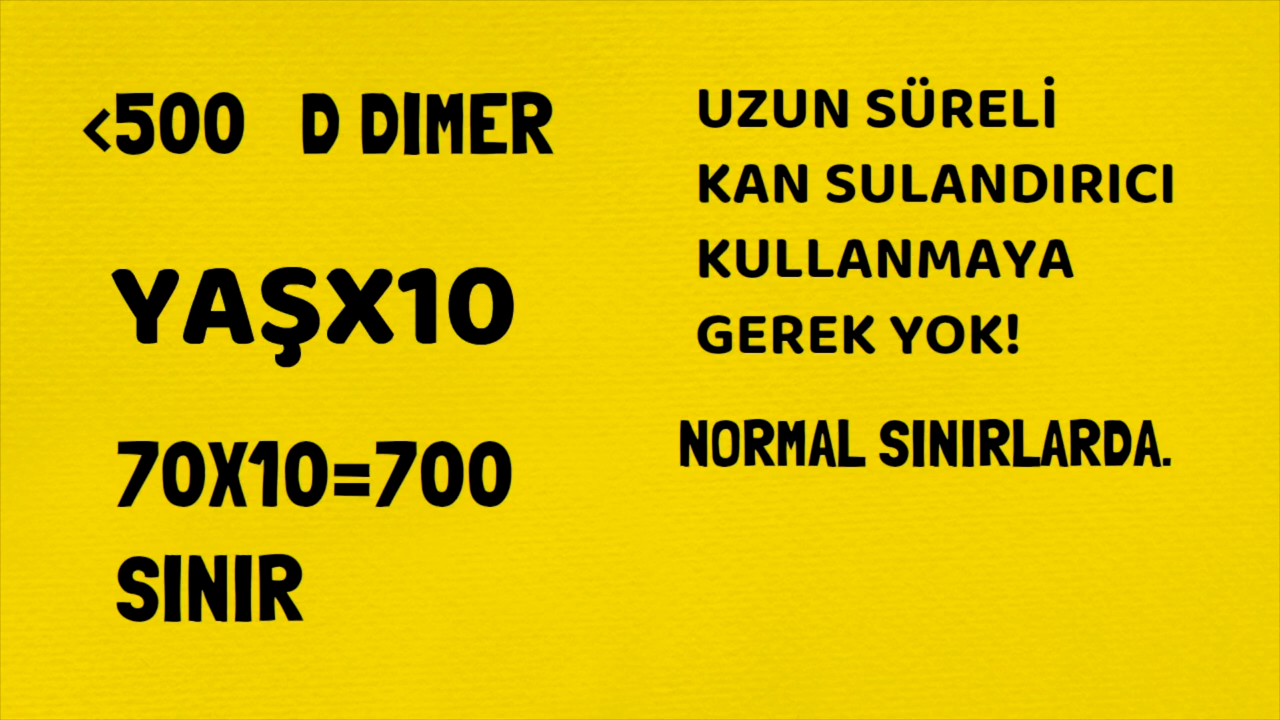 <500 D DIMER
YAŞX10
70X10=700
SINIR
UZUN SÜRELİ
KAN SULANDIRICI
KULLANMAYA
GEREK YOK!
NORMAL SINIRLARDA.